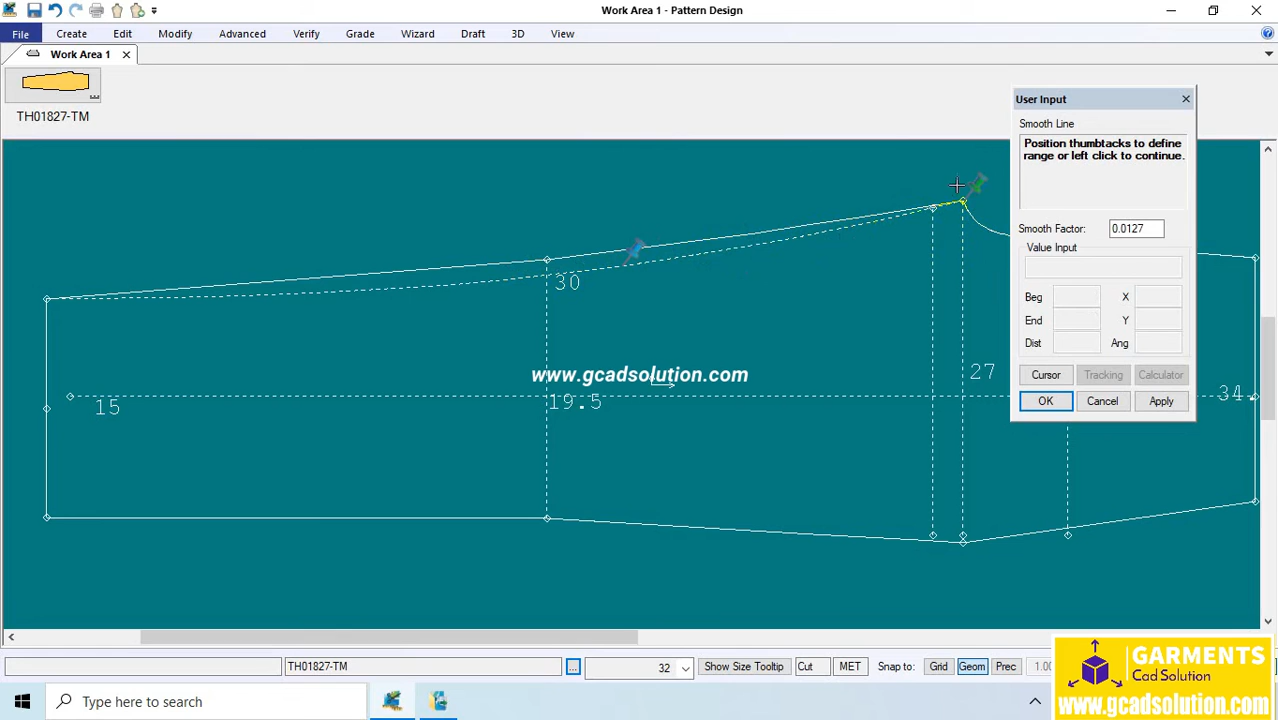 Work Area 1 - Pattern Design
File Create Edit Modify Advanced Verify Grade Wizard Draft 3D View
Work Area 1
TH01827-TM
User Input
Smooth Line
Position thumbtacks to define
range or left click to continue.
Smooth Factor: 0.0127
Value Input
Beg X
End Y
Dist Ang
Cursor Tracking Calculator
OK Cancel Apply
30
27
www.gcadsolution.com
15
19.5
34.
TH01827-TM ... 32 Show Size Tooltip Cut MET Snap to: Grid Geom Prec 1.00
Type here to search
GARMENTS
Cad Solution
www.gcadsolution.com